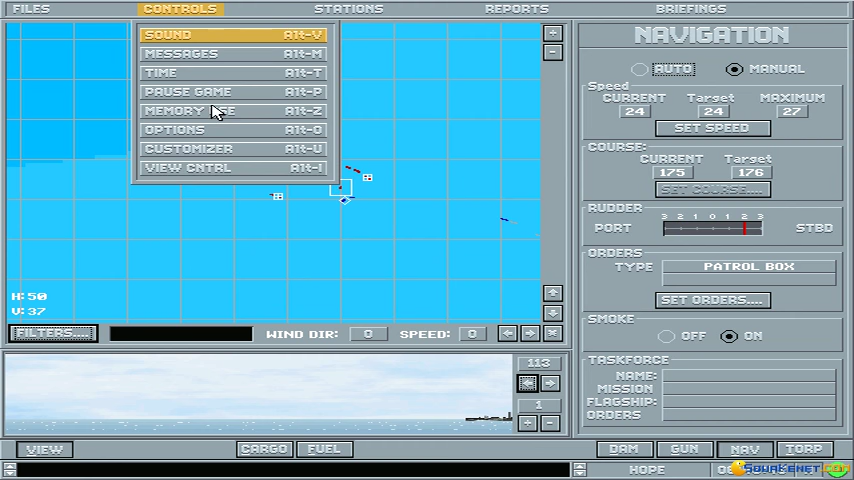 FILES CONTROLS STATIONS REPORTS BRIEFINGS
SOUND Alt-V
MESSAGES Alt-M
TIME Alt-T
PAUSE GAME Alt-P
MEMORY Alt-Z
OPTIONS Alt-O
CUSTOMIZER Alt-U
VIEW CNTRL Alt-I
H:50
V:37
FILTERS.... WIND DIR: 0 SPEED: 0
113
1
NAVIGATION
AUTO MANUAL
Speed
CURRENT Target MAXIMUM
24 24 27
SET SPEED
COURSE:
CURRENT Target
175 176
SET COURSE....
RUDDER
3 2 1 0 1 2 3
PORT STBD
ORDERS
TYPE PATROL BOX
SET ORDERS....
SMOKE
OFF ON
TASKFORCE
NAME:
MISSION
FLAGSHIP:
ORDERS
VIEW CARGO FUEL DAM GUN NAV TORP
HOPE
SquakeNet.com